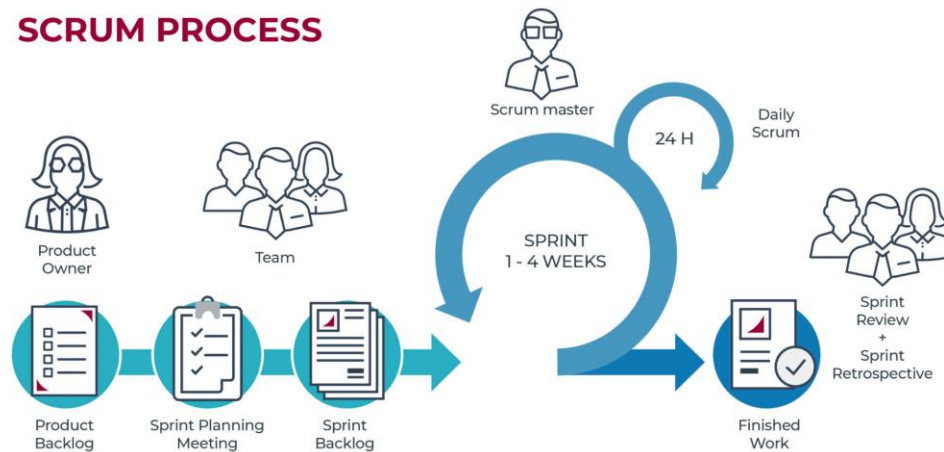 SCRUM PROCESS
Scrum master
24 H
Daily
Scrum
Product
Owner
Team
SPRINT
1 - 4 WEEKS
Sprint
Review
+
Sprint
Retrospective
Product
Backlog
Sprint Planning
Meeting
Sprint
Backlog
Finished
Work